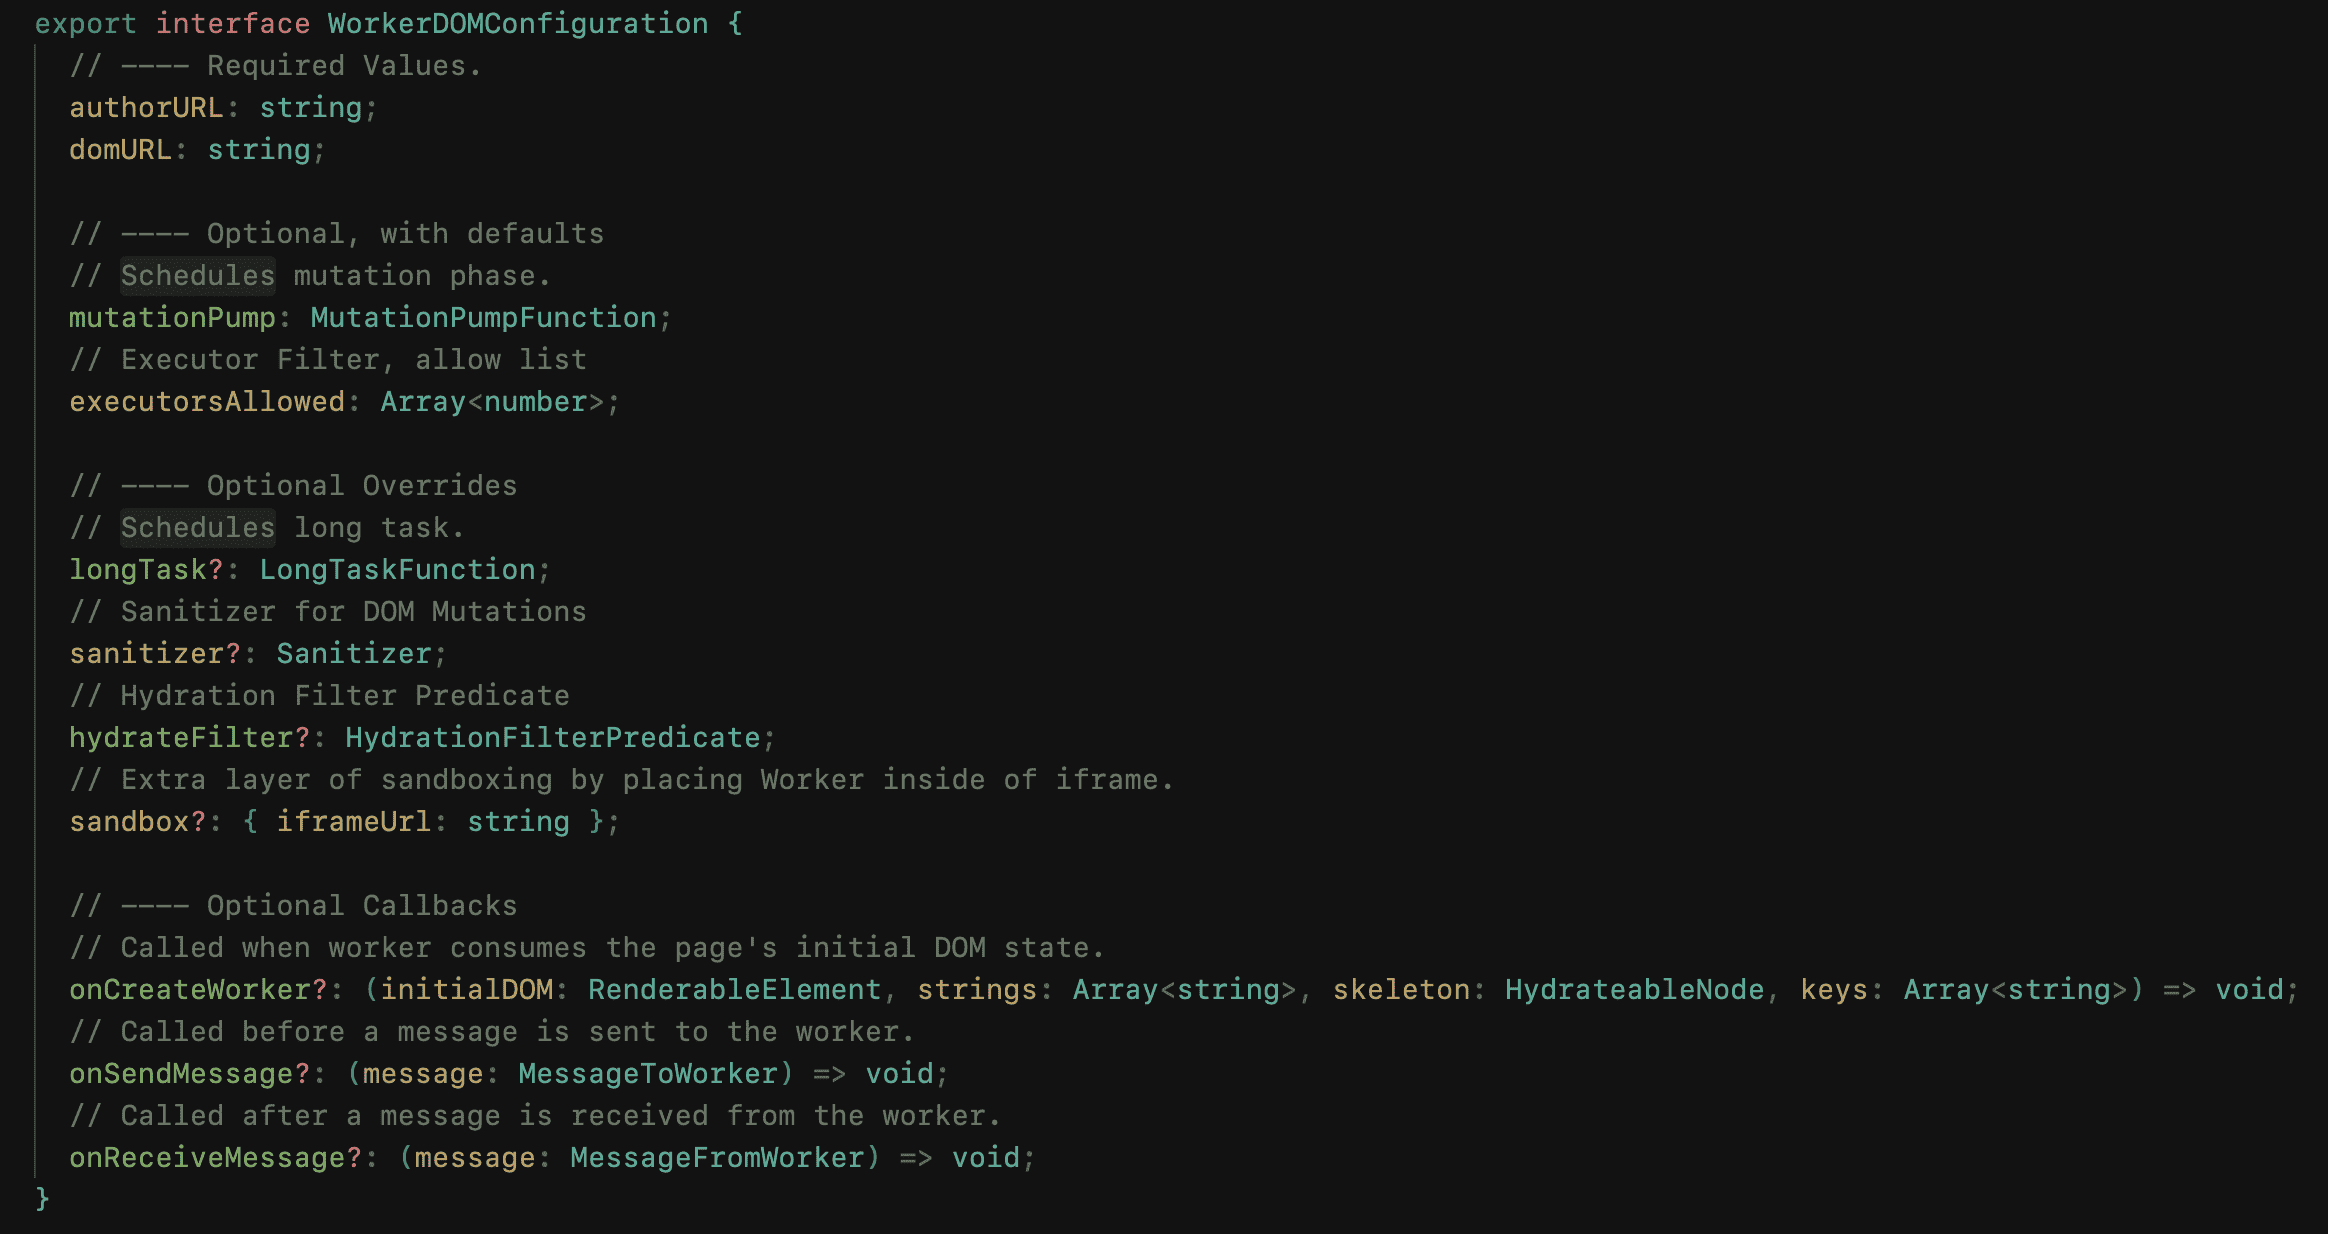 export interface WorkerDOMConfiguration {
  // ---- Required Values.
  authorURL: string;
  domURL: string;

  // ---- Optional, with defaults
  // Schedules mutation phase.
  mutationPump: MutationPumpFunction;
  // Executor Filter, allow list
  executorsAllowed: Array<number>;

  // ---- Optional Overrides
  // Schedules long task.
  longTask?: LongTaskFunction;
  // Sanitizer for DOM Mutations
  sanitizer?: Sanitizer;
  // Hydration Filter Predicate
  hydrateFilter?: HydrationFilterPredicate;
  // Extra layer of sandboxing by placing Worker inside of iframe.
  sandbox?: { iframeUrl: string };

  // ---- Optional Callbacks
  // Called when worker consumes the page's initial DOM state.
  onCreateWorker?: (initialDOM: RenderableElement, strings: Array<string>, skeleton: HydrateableNode, keys: Array<string>) => void;
  // Called before a message is sent to the worker.
  onSendMessage?: (message: MessageToWorker) => void;
  // Called after a message is received from the worker.
  onReceiveMessage?: (message: MessageFromWorker) => void;
}